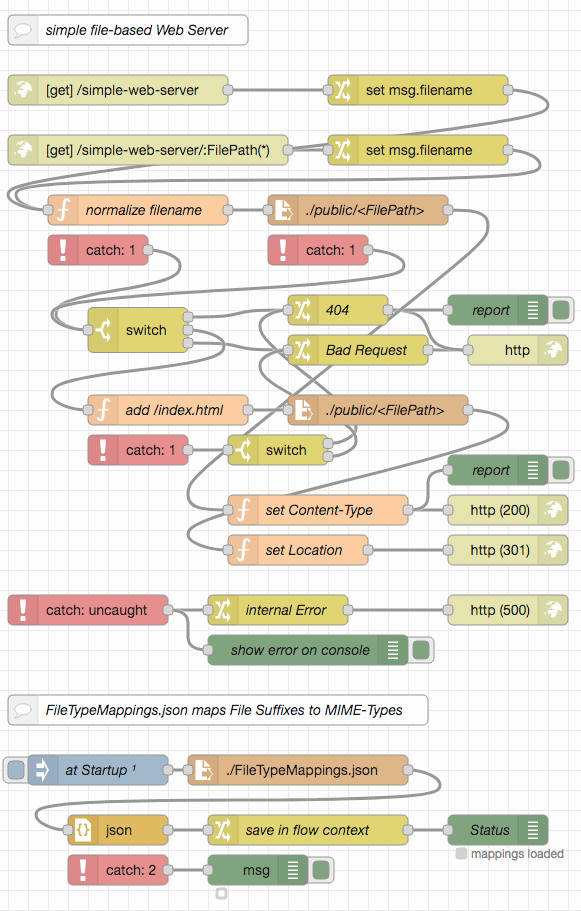 simple file-based Web Server
[get] /simple-web-server
set msg.filename
[get] /simple-web-server/:FilePath(*)
set msg.filename
normalize filename
./public/<FilePath>
catch: 1
catch: 1
404
report
switch
Bad Request
http
add /index.html
./public/<FilePath>
catch: 1
switch
report
set Content-Type
http (200)
set Location
http (301)
catch: uncaught
internal Error
http (500)
show error on console
FileTypeMappings.json maps File Suffixes to MIME-Types
at Startup ¹
./FileTypeMappings.json
json
save in flow context
Status
mappings loaded
catch: 2
msg